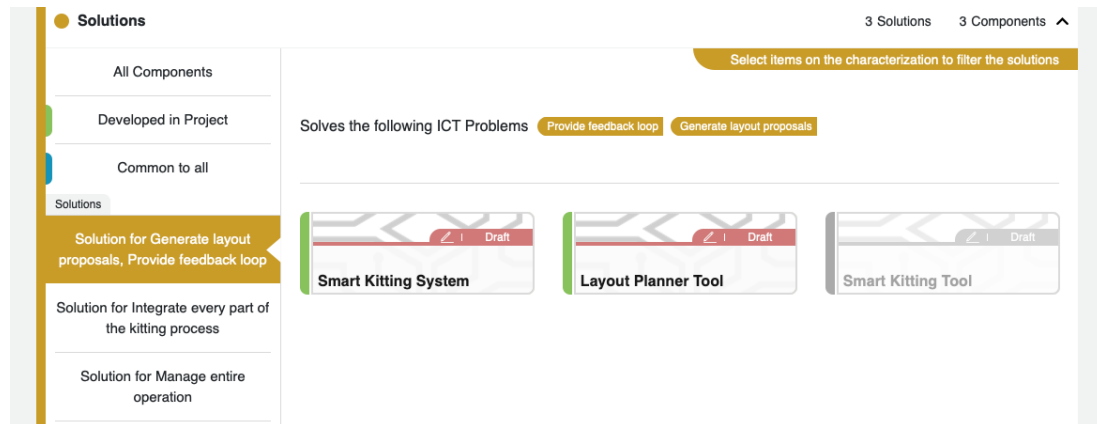 Solutions
3 Solutions
3 Components
All Components
Select items on the characterization to filter the solutions
Developed in Project
Solves the following ICT Problems
Provide feedback loop
Generate layout proposals
Common to all
Solutions
Solution for Generate layout
proposals, Provide feedback loop
Draft
Smart Kitting System
Draft
Layout Planner Tool
Draft
Smart Kitting Tool
Solution for Integrate every part of
the kitting process
Solution for Manage entire
operation